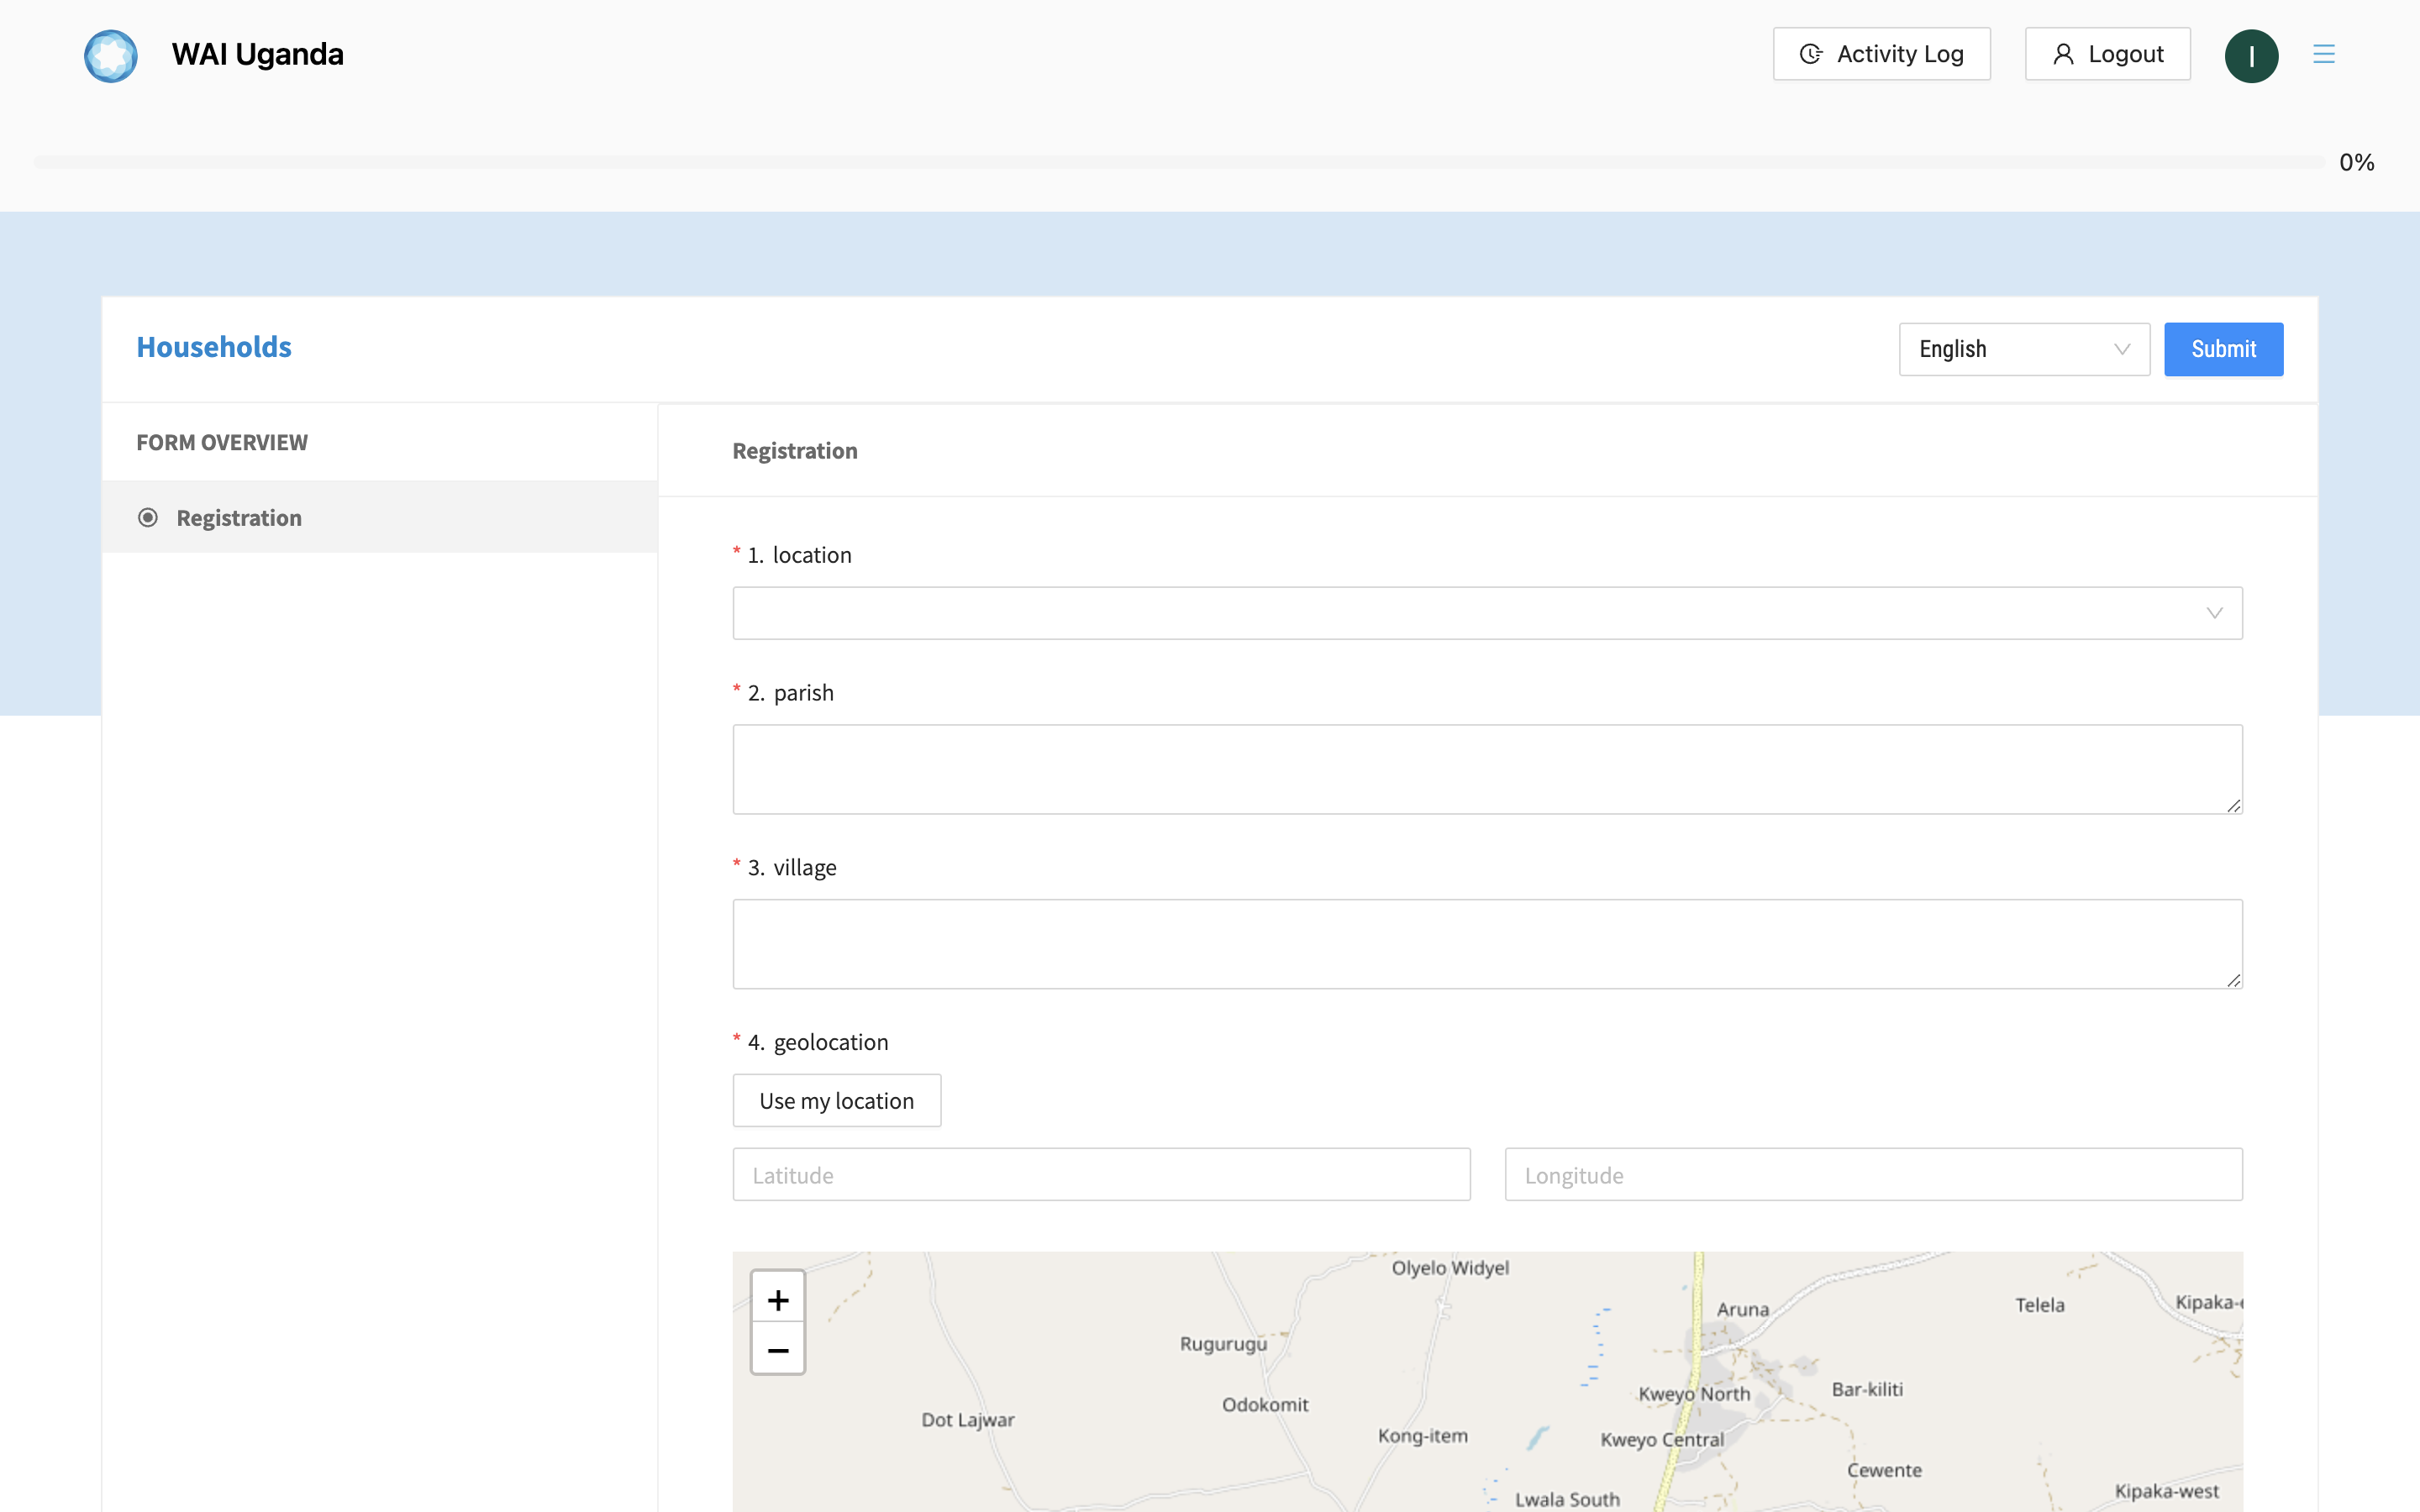 WAI Uganda
Activity Log
Logout
I
0%
Households
English
Submit
FORM OVERVIEW
Registration
Registration
* 1. location
* 2. parish
* 3. village
* 4. geolocation
Use my location
Latitude
Longitude
+
−
Olyelo Widyel
Aruna
Telela
Kipaka-
Rugurugu
Kweyo North
Bar-kiliti
Odokomit
Dot Lajwar
Kong-item
Kweyo Central
Cewente
Lwala South
Kipaka-west